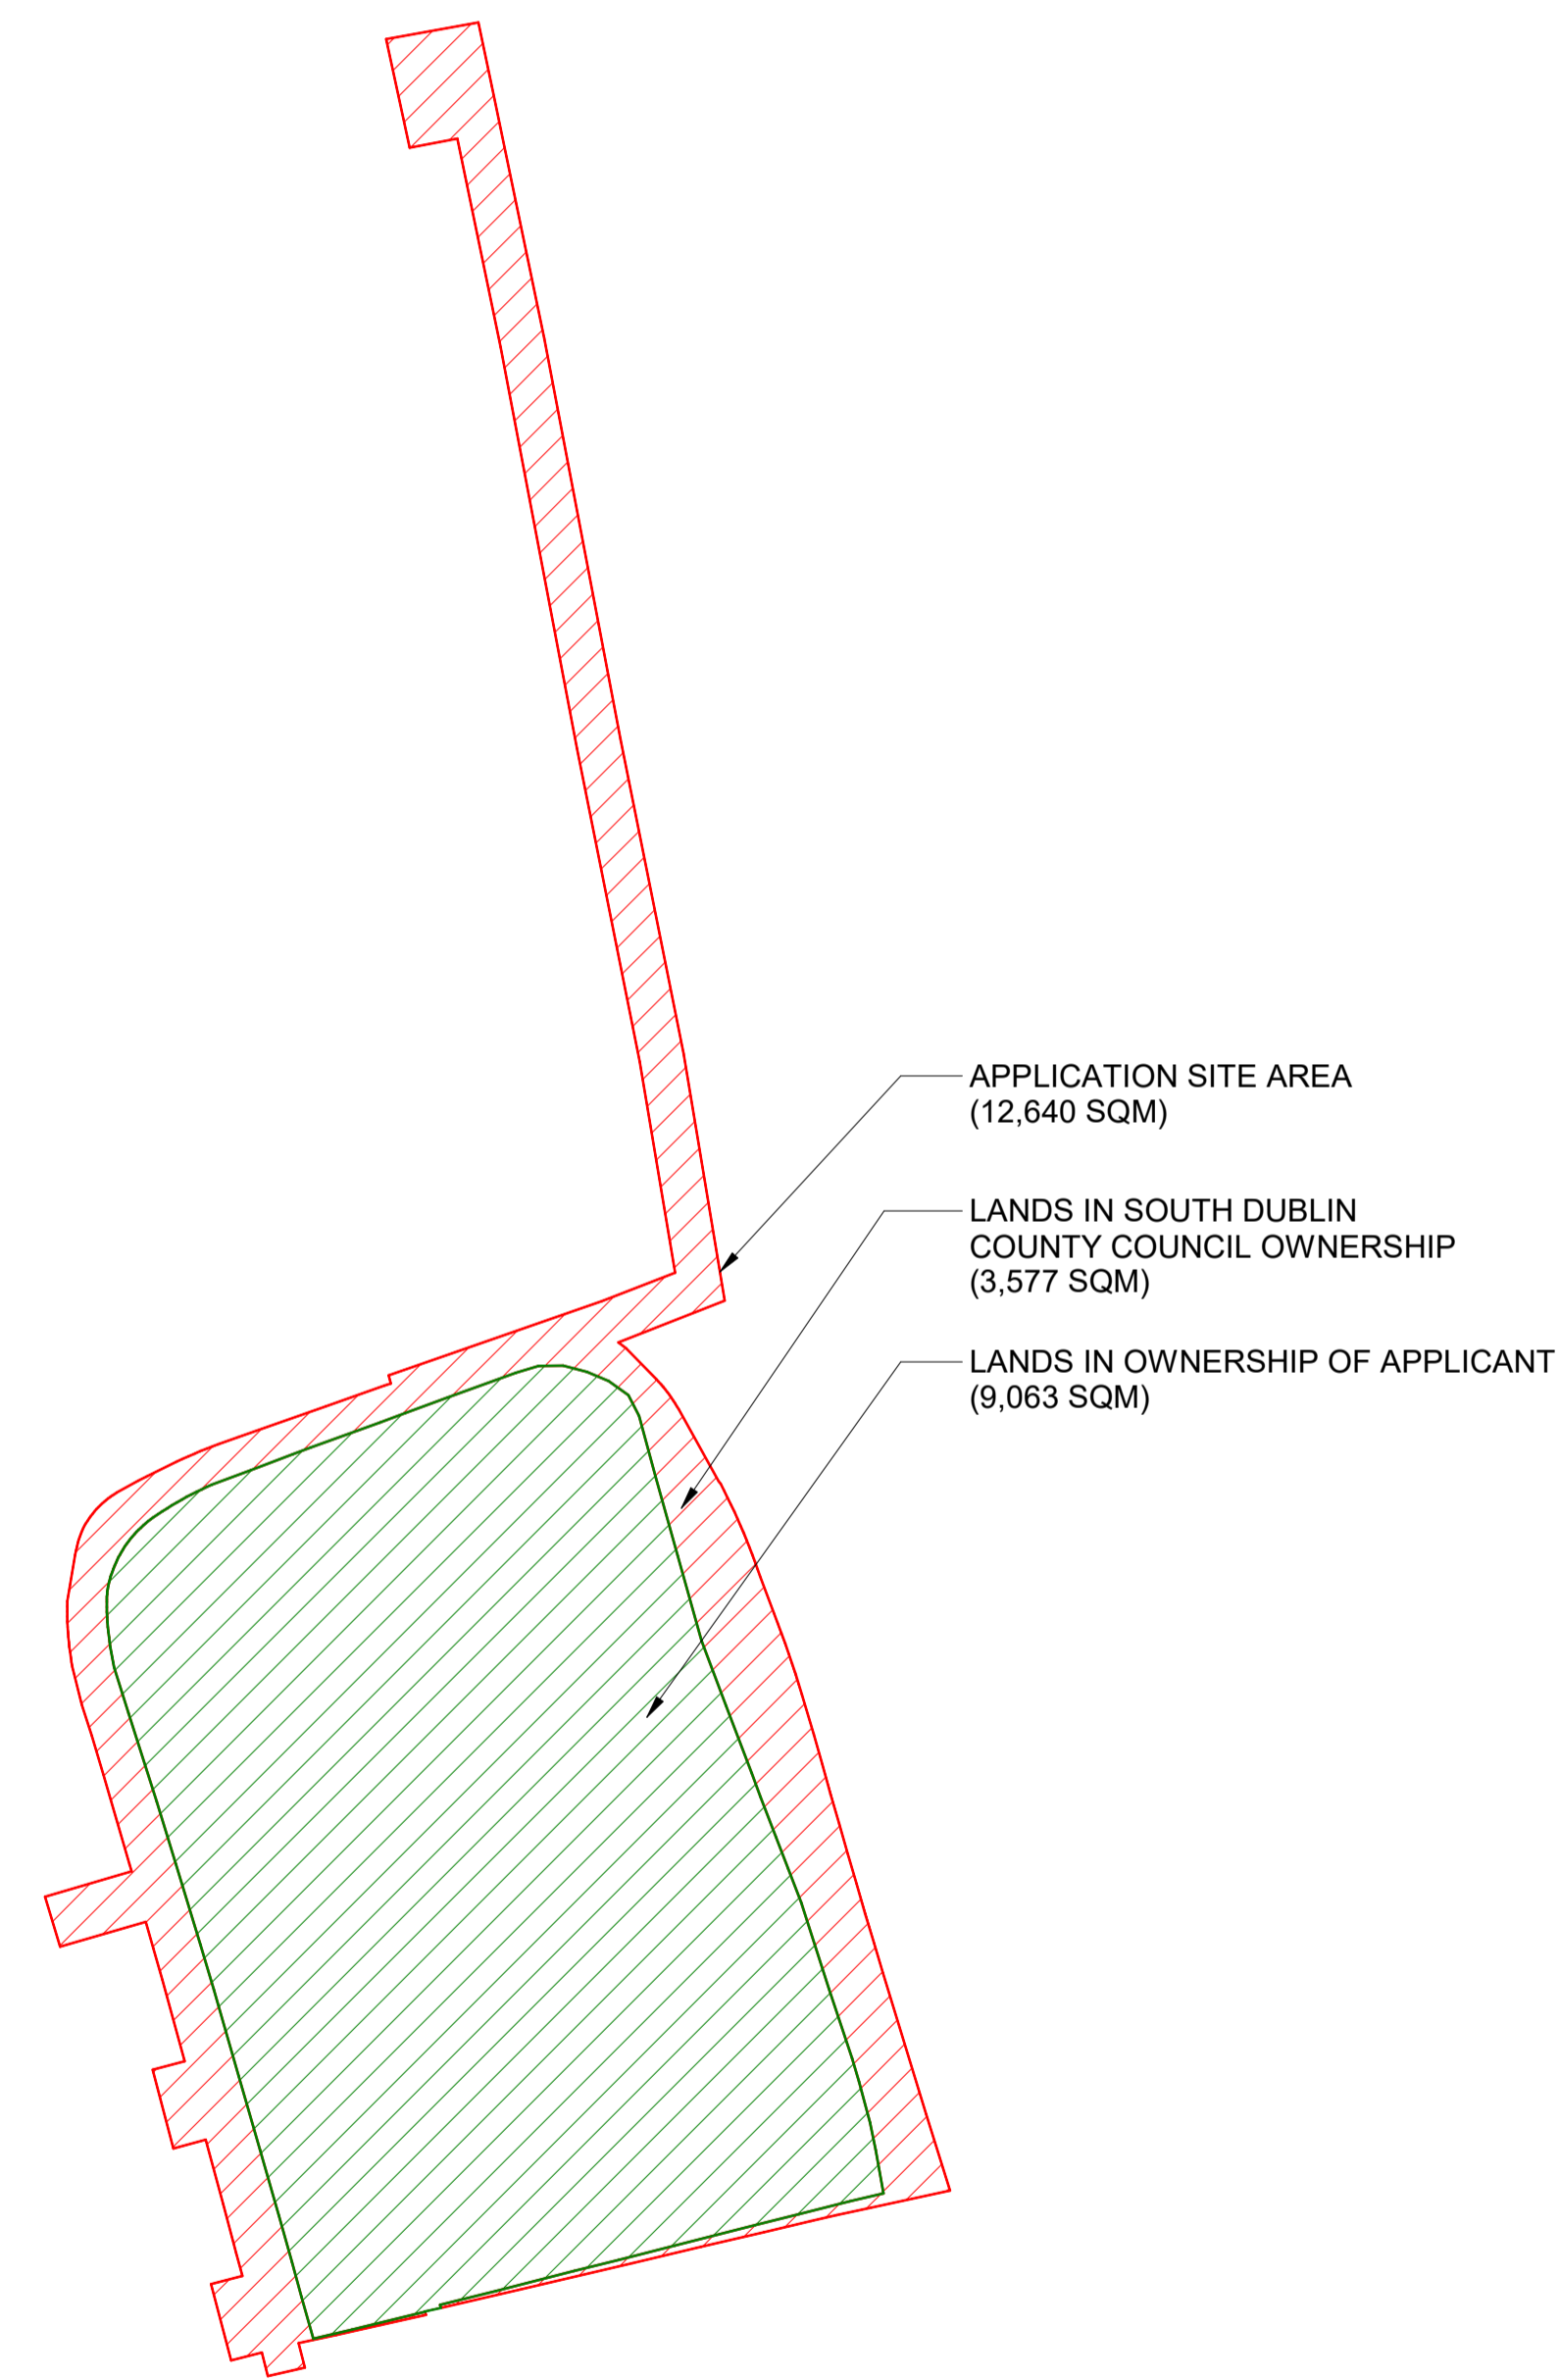 APPLICATION SITE AREA
(12,640 SQM)
LANDS IN SOUTH DUBLIN
COUNTY COUNCIL OWNERSHIP
(3,577 SQM)
LANDS IN OWNERSHIP OF APPLICANT
(9,063 SQM)